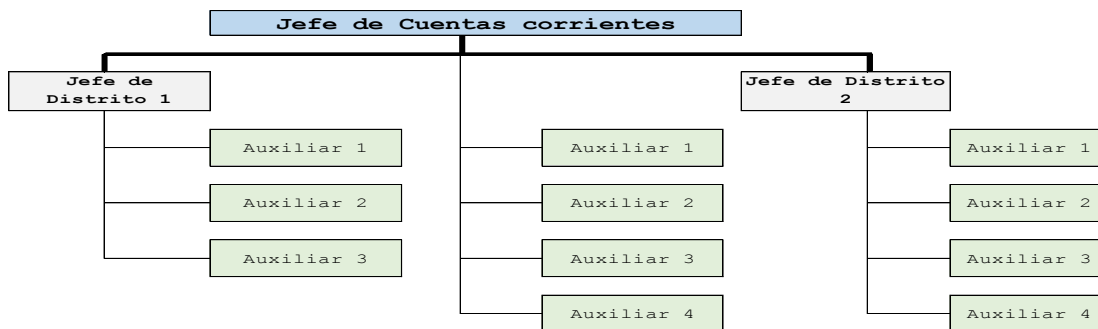 Jefe de Cuentas corrientes
Jefe de
Distrito 1
Jefe de Distrito
2
Auxiliar 1
Auxiliar 1
Auxiliar 1
Auxiliar 2
Auxiliar 2
Auxiliar 2
Auxiliar 3
Auxiliar 3
Auxiliar 3
Auxiliar 4
Auxiliar 4